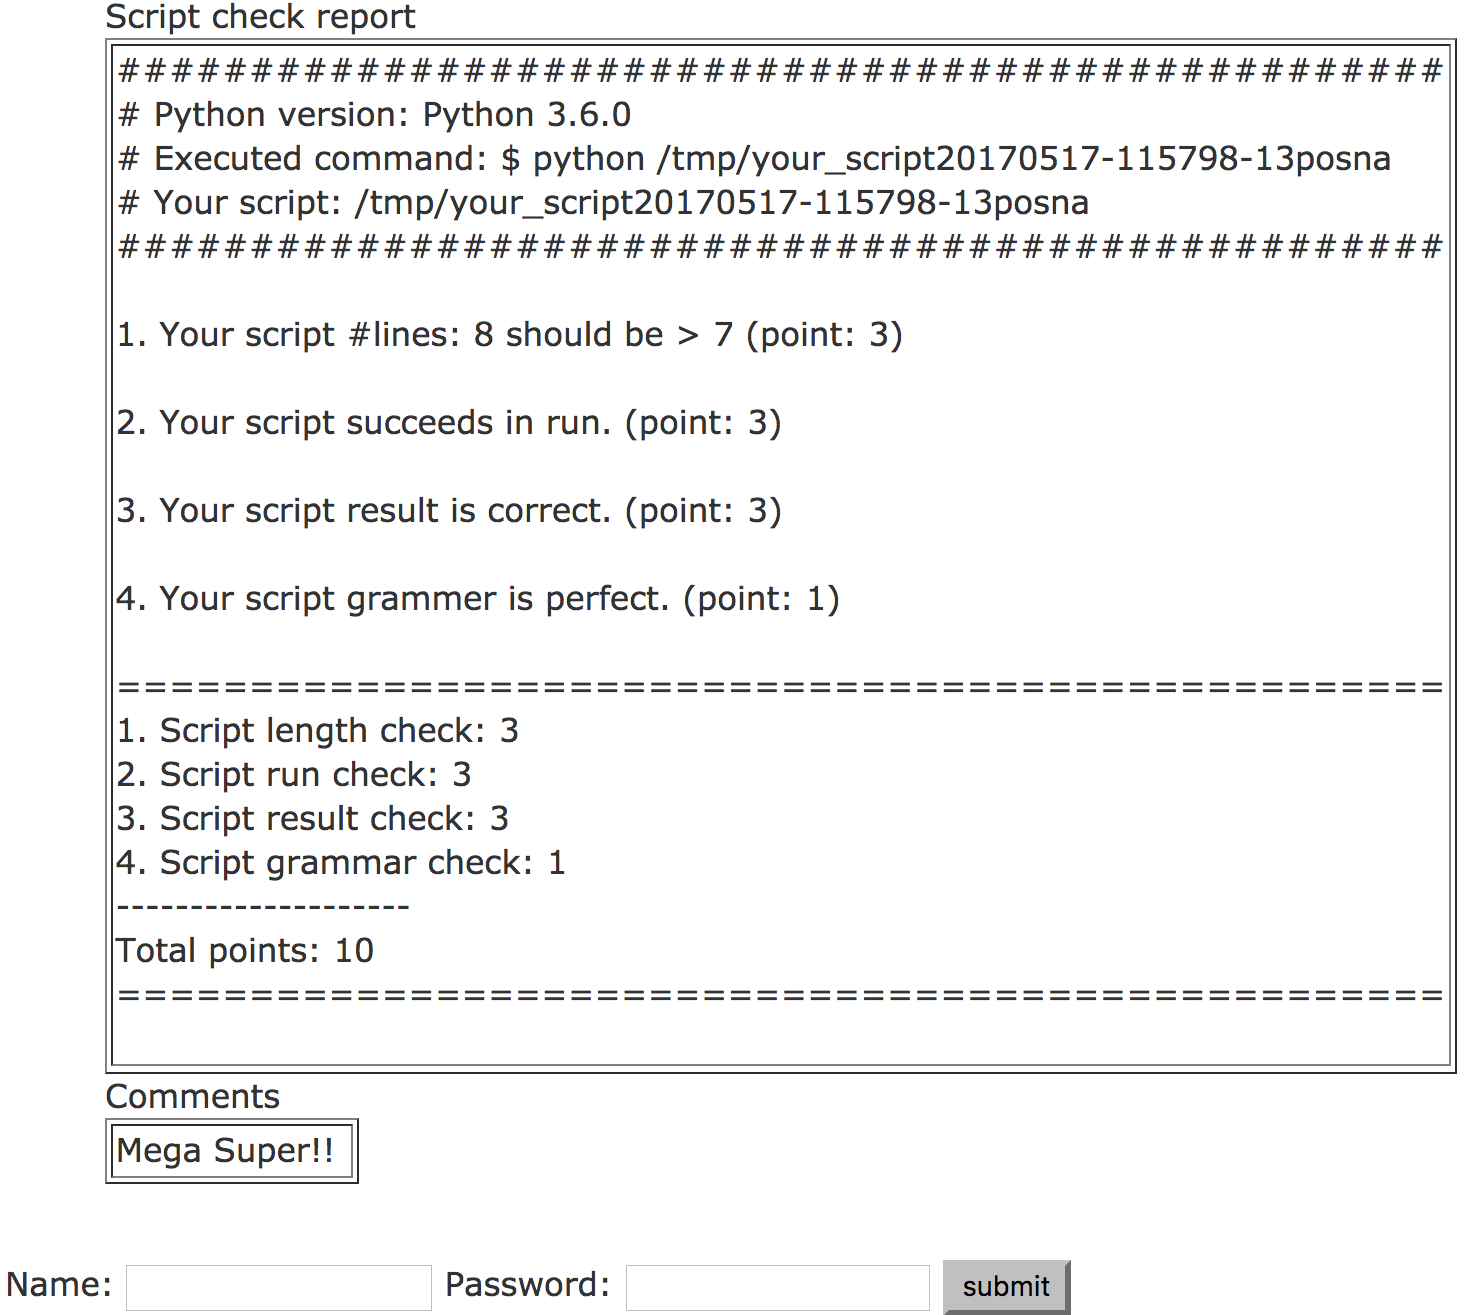 Script check report
##################################################
# Python version: Python 3.6.0
# Executed command: $ python /tmp/your_script20170517-115798-13posna
# Your script: /tmp/your_script20170517-115798-13posna
##################################################
1. Your script #lines: 8 should be > 7 (point: 3)
2. Your script succeeds in run. (point: 3)
3. Your script result is correct. (point: 3)
4. Your script grammer is perfect. (point: 1)
==================================================
1. Script length check: 3
2. Script run check: 3
3. Script result check: 3
4. Script grammar check: 1
--------------------
Total points: 10
==================================================
Comments
Mega Super!!
Name: Password: submit